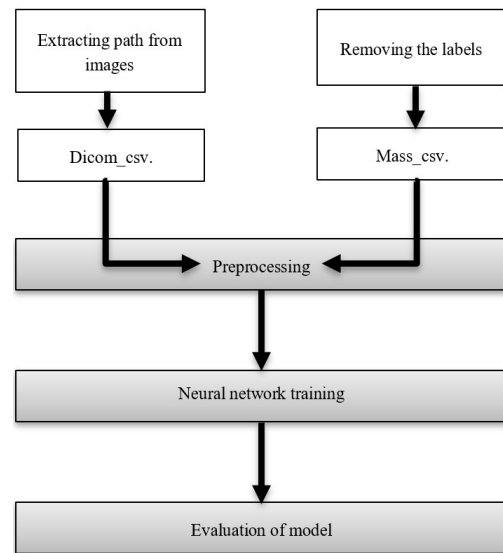 Extracting path from
images
Removing the labels
Dicom_csv.
Mass_csv.
Preprocessing
Neural network training
Evaluation of model